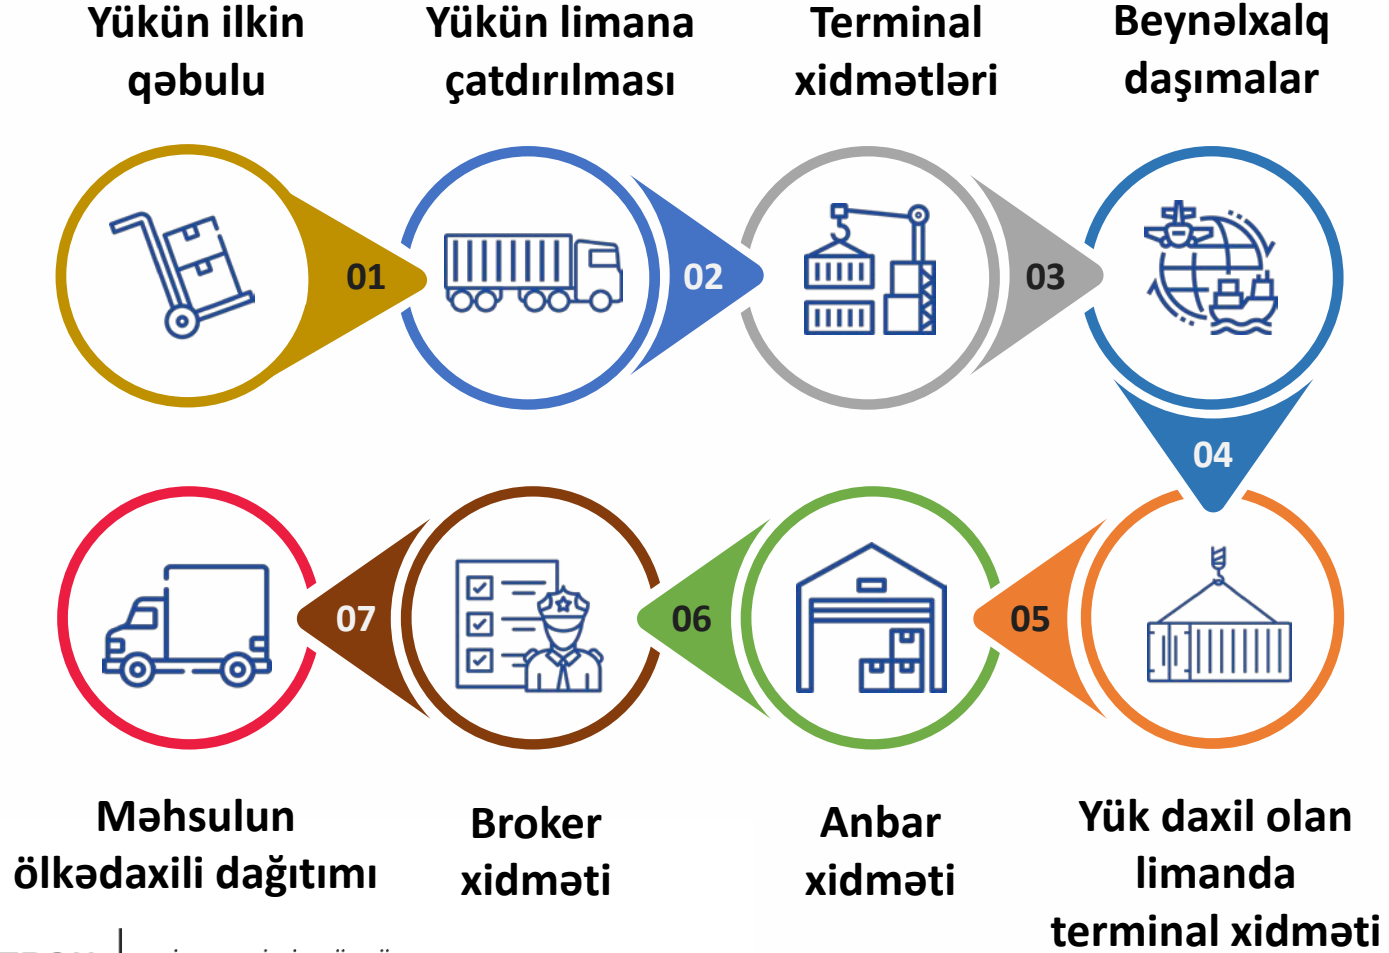 Yükün ilkin
qəbulu
Yükün limana
çatdırılması
Terminal
xidmətləri
Beynəlxalq
daşımalar
01
02
03
04
05
06
07
Yük daxil olan
limanda
terminal xidməti
Anbar
xidməti
Broker
xidməti
Məhsulun
ölkədaxili dağıtımı